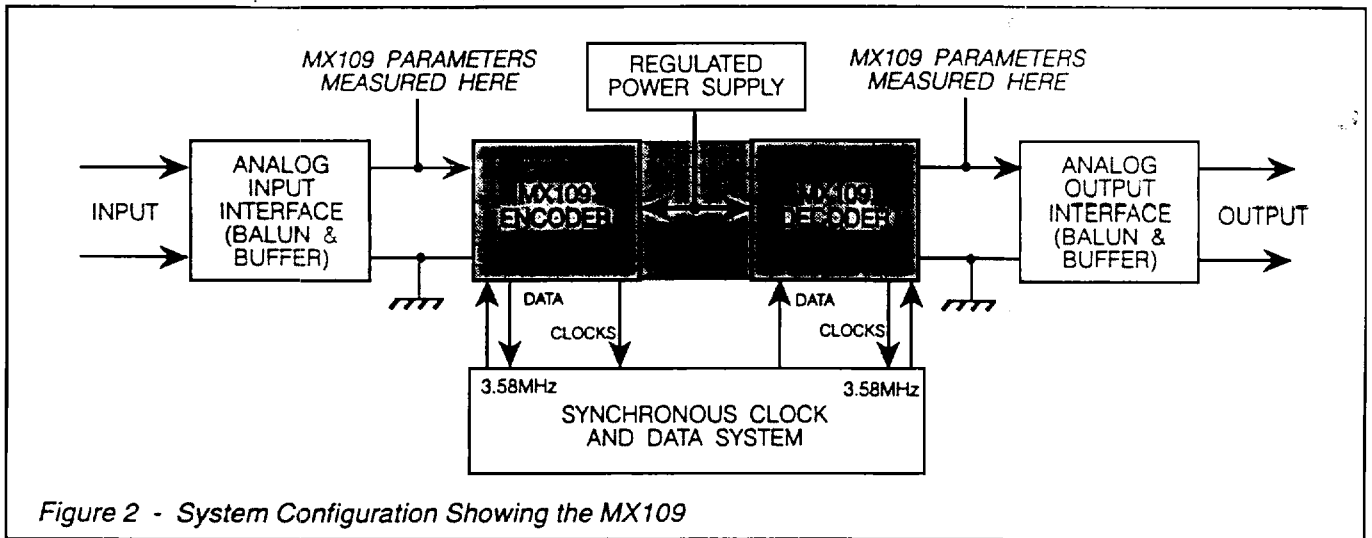 MX109 PARAMETERS
MEASURED HERE
REGULATED
POWER SUPPLY
MX109 PARAMETERS
MEASURED HERE
INPUT
ANALOG
INPUT
INTERFACE
(BALUN &
BUFFER)
MX109
ENCODER
MX109
DECODER
ANALOG
OUTPUT
INTERFACE
(BALUN &
BUFFER)
OUTPUT
DATA
CLOCKS
DATA
CLOCKS
3.58MHz
3.58MHz
SYNCHRONOUS CLOCK
AND DATA SYSTEM
Figure 2 - System Configuration Showing the MX109